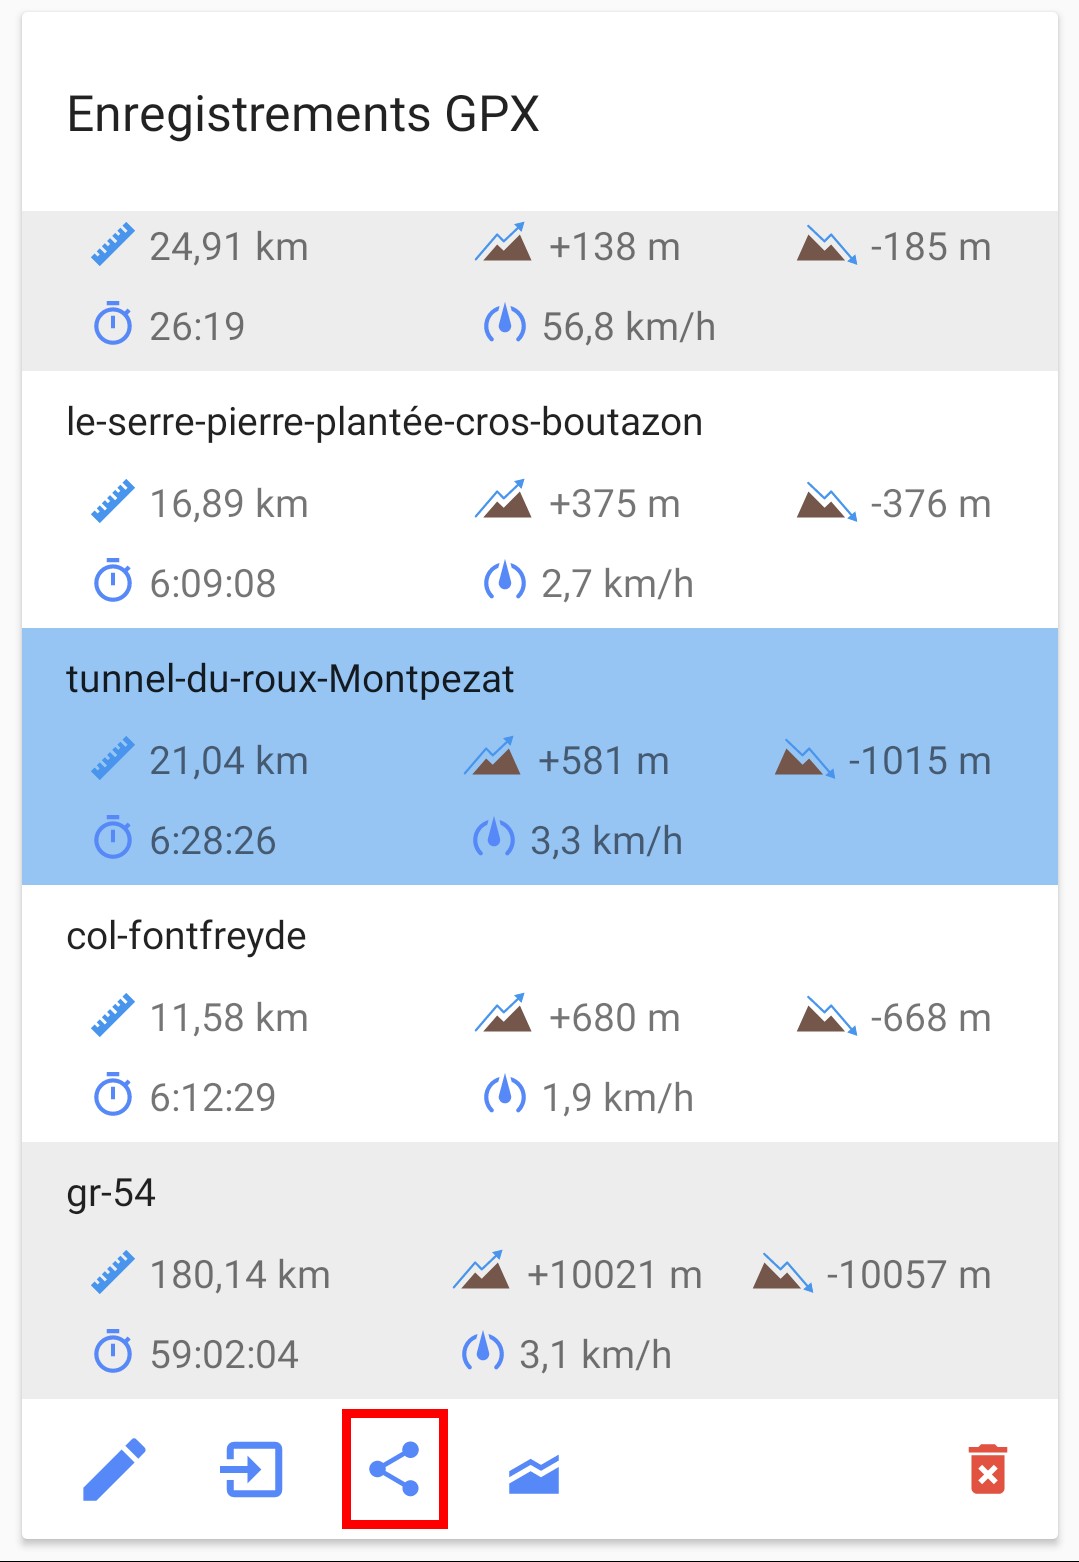 Enregistrements GPX
24,91 km +138 m -185 m
26:19 56,8 km/h
le-serre-pierre-plantée-cros-boutazon
16,89 km +375 m -376 m
6:09:08 2,7 km/h
tunnel-du-roux-Montpezat
21,04 km +581 m -1015 m
6:28:26 3,3 km/h
col-fontfreyde
11,58 km +680 m -668 m
6:12:29 1,9 km/h
gr-54
180,14 km +10021 m -10057 m
59:02:04 3,1 km/h